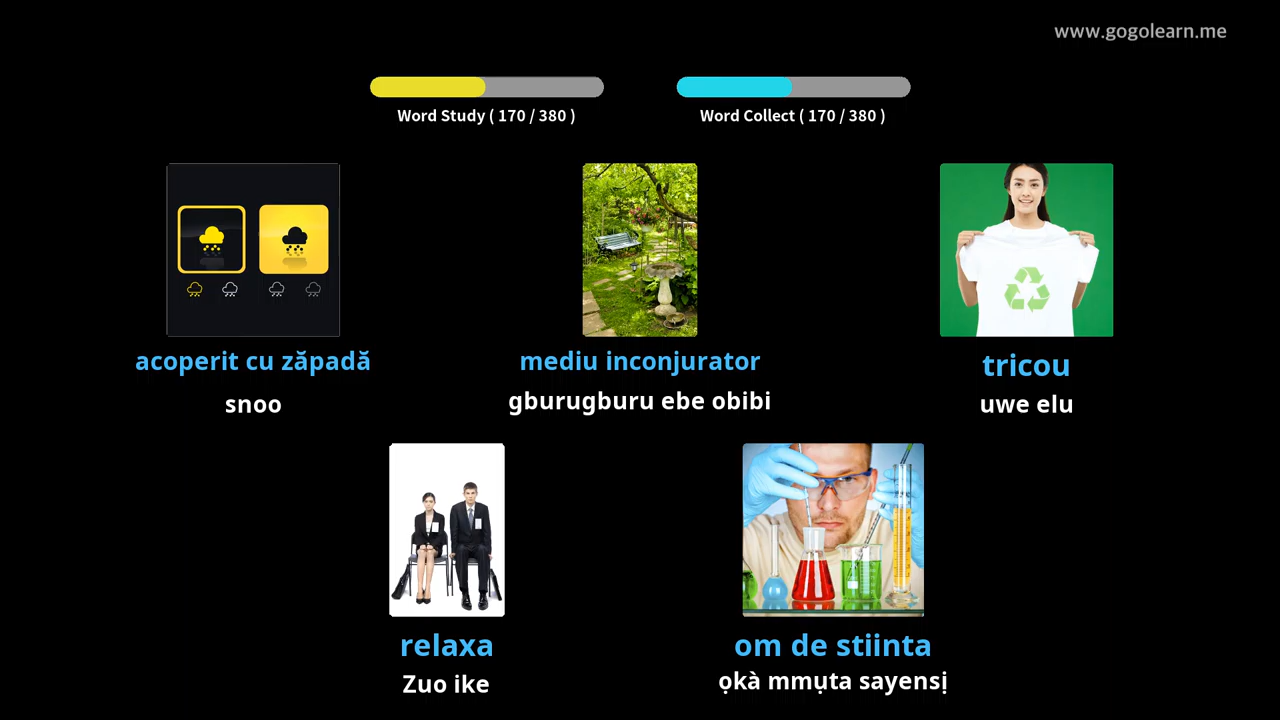 www.gogolearn.me
Word Study ( 170 / 380 )
Word Collect ( 170 / 380 )
acoperit cu zăpadă
snoo
mediu inconjurator
gburugburu ebe obibi
tricou
uwe elu
relaxa
Zuo ike
om de stiinta
ọkà mmụta sayensị